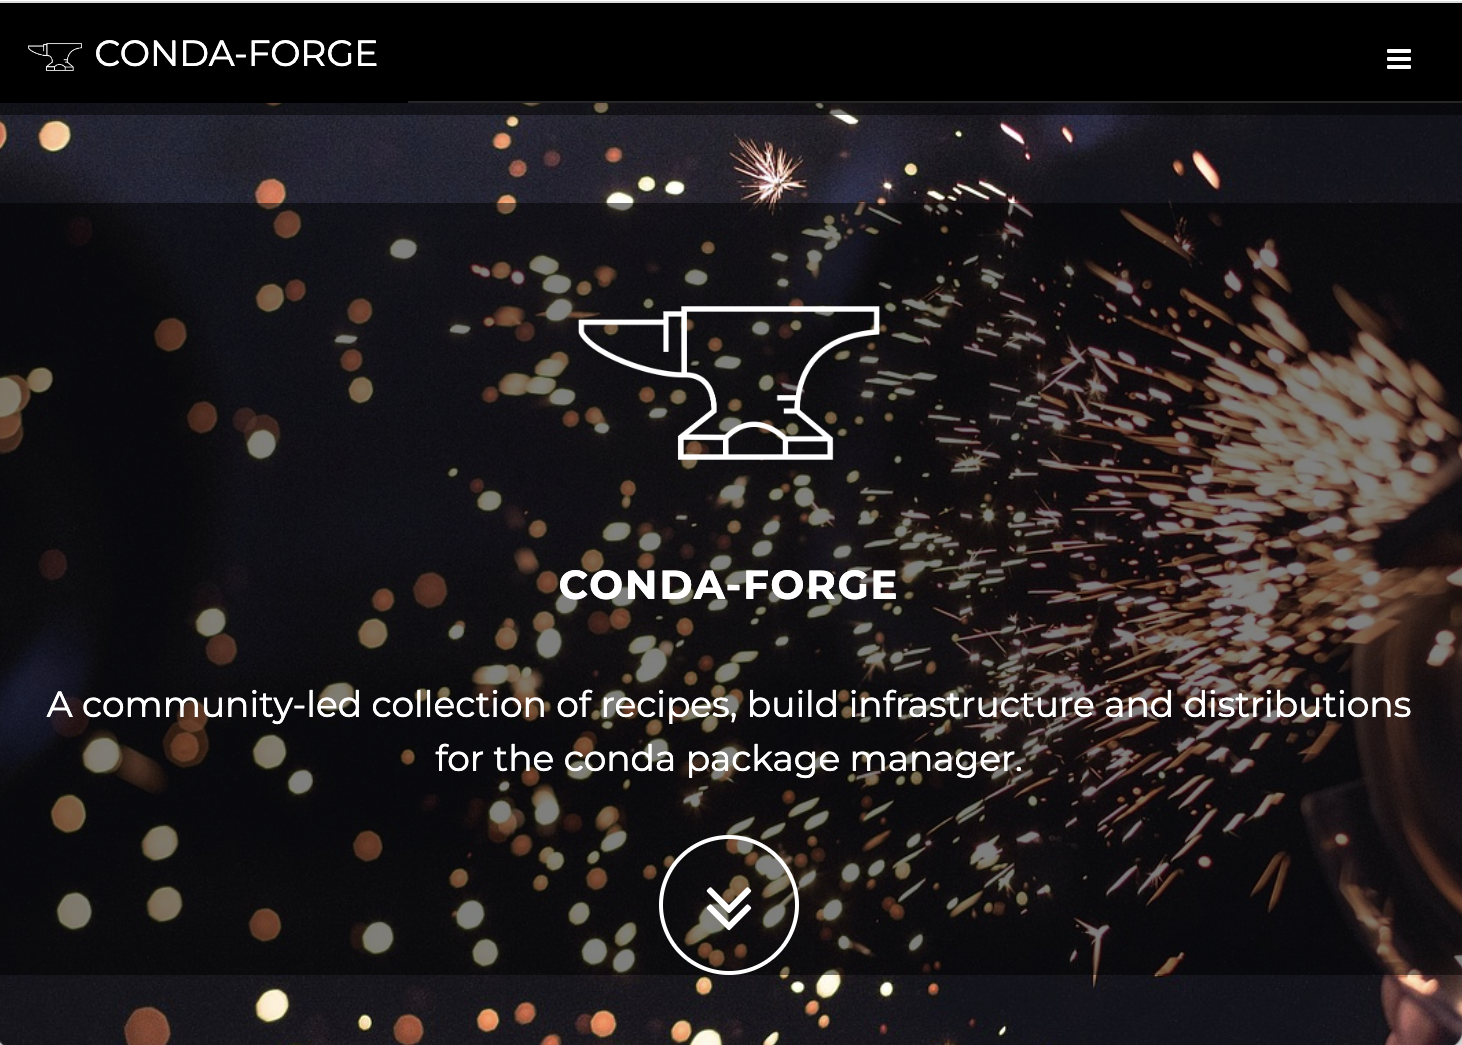 CONDA-FORGE
CONDA-FORGE
A community-led collection of recipes, build infrastructure and distributions
for the conda package manager.